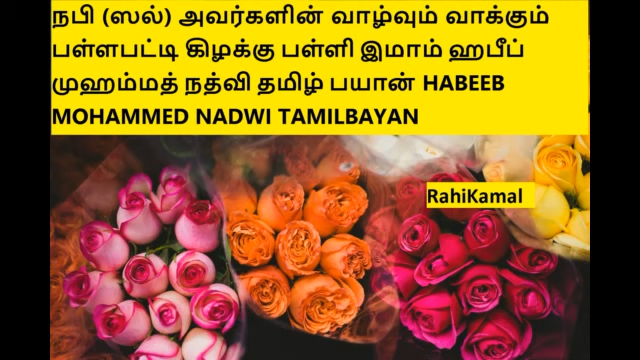 நபி (ஸல்) அவர்களின் வாழ்வும் வாக்கும்
பள்ளபட்டி கிழக்கு பள்ளி இமாம் ஹபீப்
முஹம்மத் நத்வி தமிழ் பயான் HABEEB
MOHAMMED NADWI TAMILBAYAN
RahiKamal